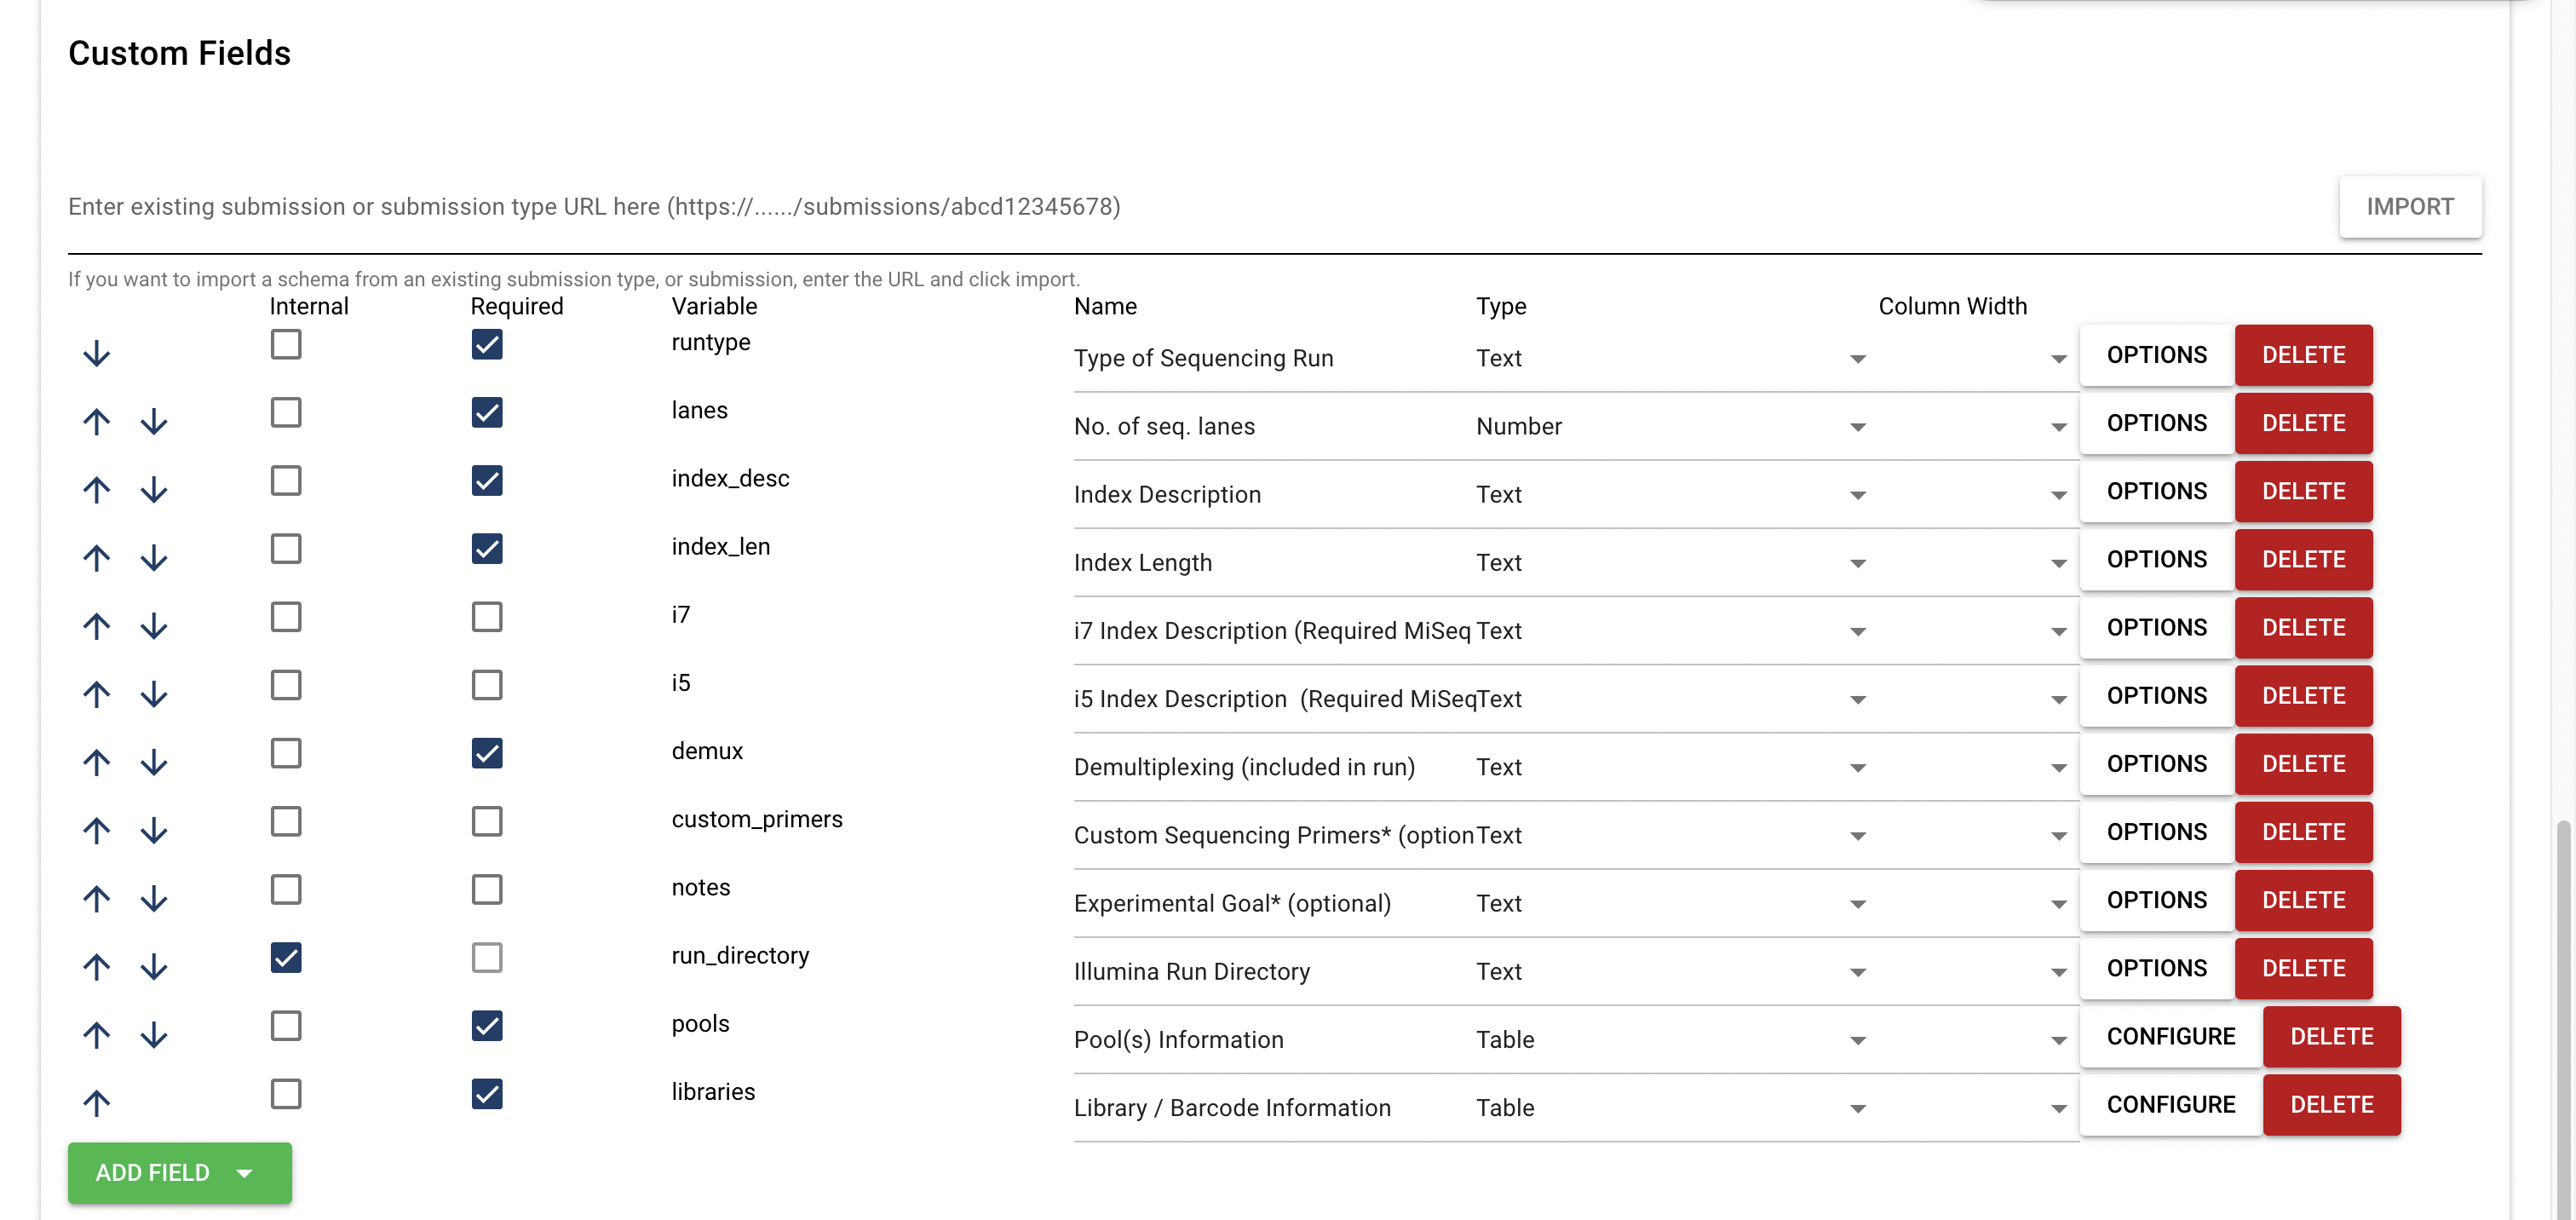 Custom Fields
Enter existing submission or submission type URL here (https://....../submissions/abcd12345678)
IMPORT
If you want to import a schema from an existing submission type, or submission, enter the URL and click import.
Internal Required Variable Name Type Column Width
runtype Type of Sequencing Run Text OPTIONS DELETE
lanes No. of seq. lanes Number OPTIONS DELETE
index_desc Index Description Text OPTIONS DELETE
index_len Index Length Text OPTIONS DELETE
i7 i7 Index Description (Required MiSeq Text OPTIONS DELETE
i5 i5 Index Description  (Required MiSeq Text OPTIONS DELETE
demux Demultiplexing (included in run) Text OPTIONS DELETE
custom_primers Custom Sequencing Primers* (option Text OPTIONS DELETE
notes Experimental Goal* (optional) Text OPTIONS DELETE
run_directory Illumina Run Directory Text OPTIONS DELETE
pools Pool(s) Information Table CONFIGURE DELETE
libraries Library / Barcode Information Table CONFIGURE DELETE
ADD FIELD